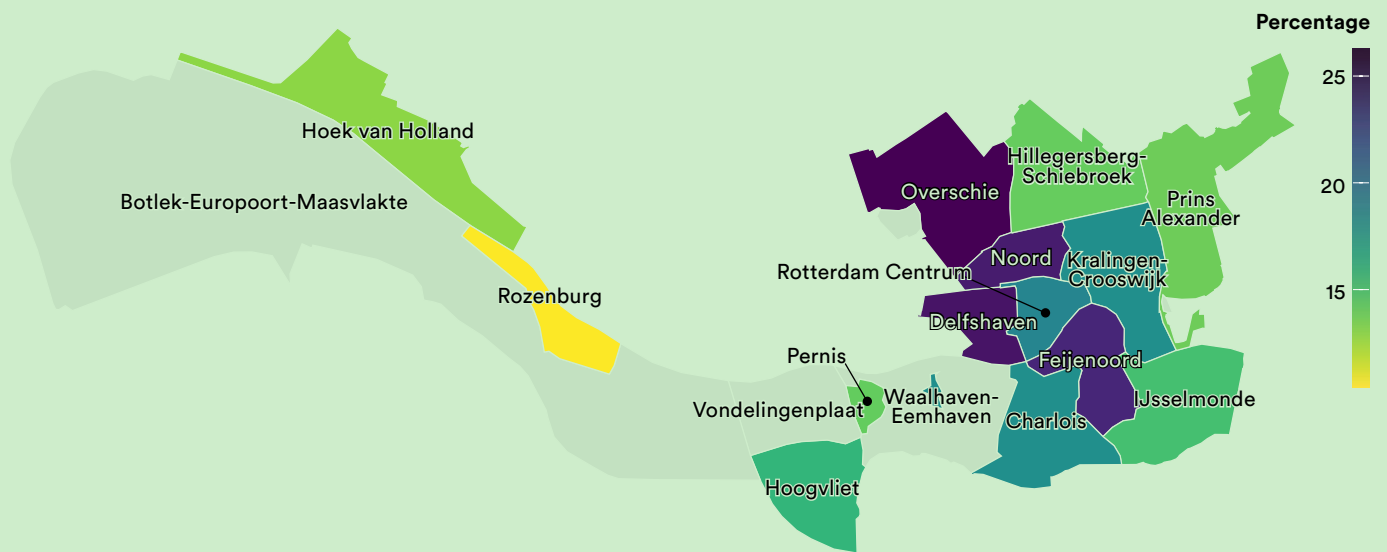 Percentage
25
20
15
Hoek van Holland
Botlek-Europoort-Maasvlakte
Rozenburg
Overschie
Hillegersberg-
Schiebroek
Prins
Alexander
Noord
Kralingen-
Crooswijk
Rotterdam Centrum
Delfshaven
Pernis
Feijenoord
Vondelingenplaat
Waalhaven-
Eemhaven
IJsselmonde
Charlois
Hoogvliet